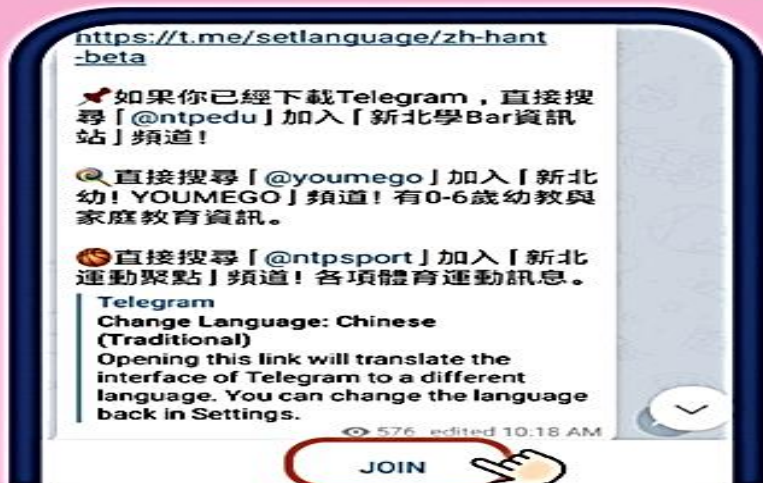 https://t.me/setlanguage/zh-hant
-beta
📌如果你已經下載Telegram,直接搜
尋「@ntpedu」加入「新北學Bar資訊
站」頻道!
🍭直接搜尋「@youmego」加入「新北
幼!YOUMEGO」頻道!有0-6歲幼教與
家庭教育資訊。
🏀直接搜尋「@ntpsport」加入「新北
運動聚點」頻道!各項體育運動訊息。
Telegram
Change Language: Chinese
(Traditional)
Opening this link will translate the
interface of Telegram to a different
language. You can change the language
back in Settings.
576 edited 10:18 AM
JOIN